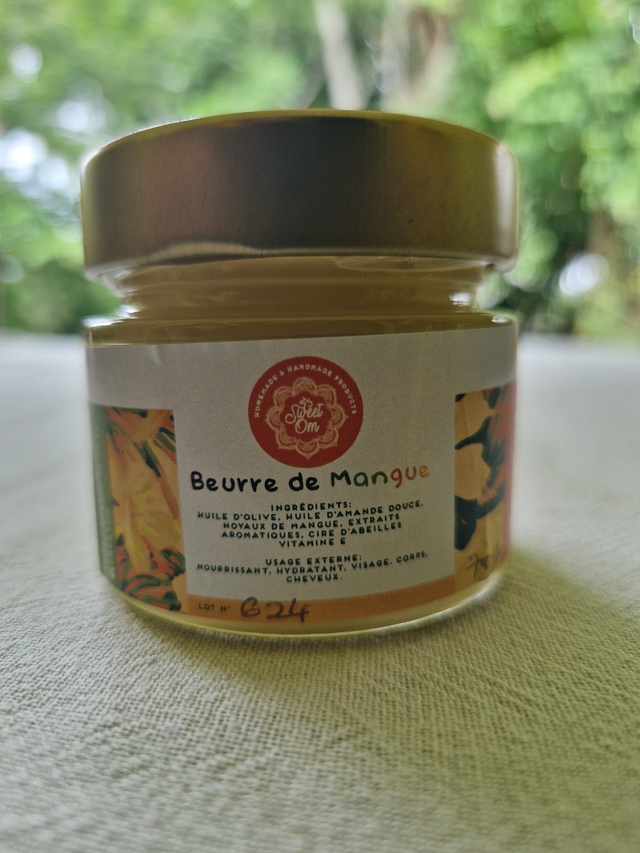 HOMEMADE & HANDMADE PRODUCTS
Sweet
Om
Beurre de Mangue
INGRÉDIENTS:
HUILE D'OLIVE, HUILE D'AMANDE DOUCE,
NOYAUX DE MANGUE, EXTRAITS
AROMATIQUES, CIRE D'ABEILLES
VITAMINE E
USAGE EXTERNE:
NOURRISSANT, HYDRATANT, VISAGE, CORPS,
CHEVEUX.
LOT N° G24